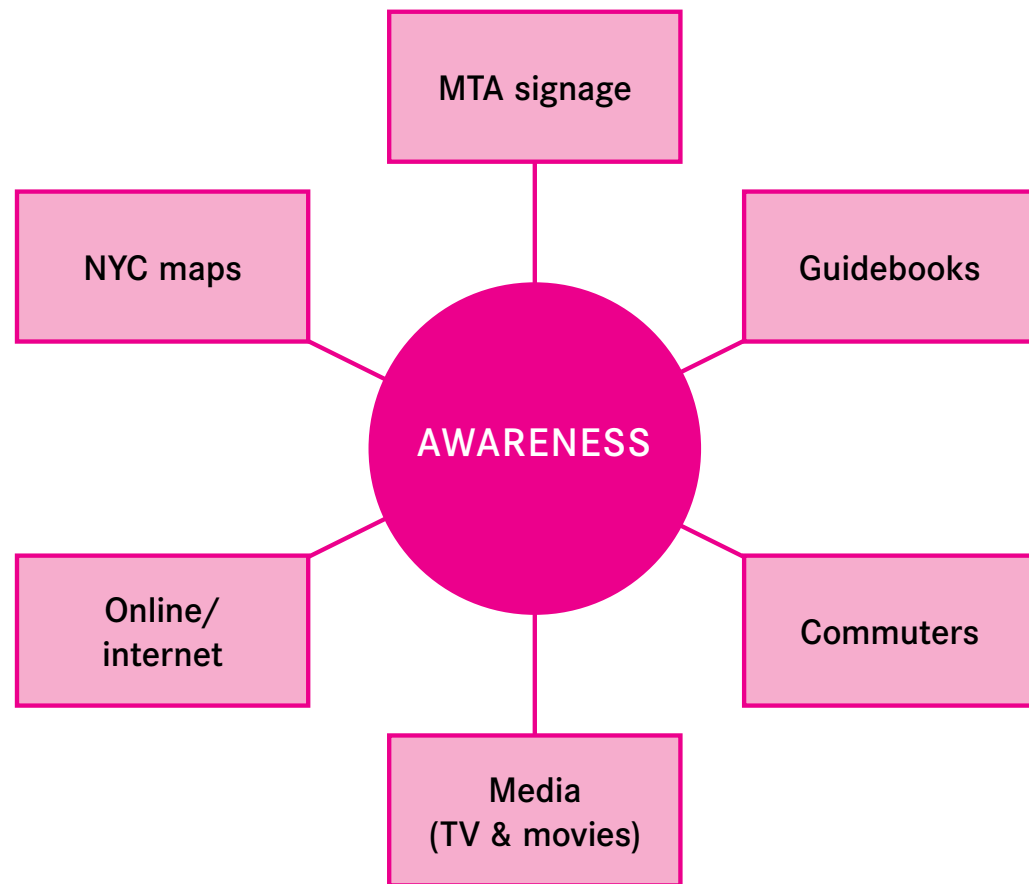 MTA signage
NYC maps
Guidebooks
AWARENESS
Online/
internet
Commuters
Media
(TV & movies)